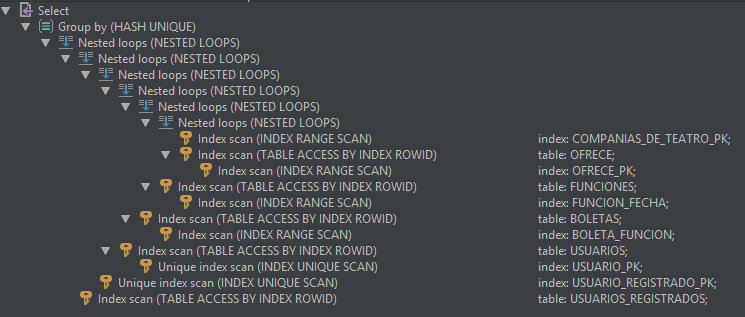 Select
Group by (HASH UNIQUE)
Nested loops (NESTED LOOPS)
Nested loops (NESTED LOOPS)
Nested loops (NESTED LOOPS)
Nested loops (NESTED LOOPS)
Nested loops (NESTED LOOPS)
Nested loops (NESTED LOOPS)
Index scan (INDEX RANGE SCAN) index: COMPANIAS_DE_TEATRO_PK;
Index scan (TABLE ACCESS BY INDEX ROWID) table: OFRECE;
Index scan (INDEX RANGE SCAN) index: OFRECE_PK;
Index scan (TABLE ACCESS BY INDEX ROWID) table: FUNCIONES;
Index scan (INDEX RANGE SCAN) index: FUNCION_FECHA;
Index scan (TABLE ACCESS BY INDEX ROWID) table: BOLETAS;
Index scan (INDEX RANGE SCAN) index: BOLETA_FUNCION;
Index scan (TABLE ACCESS BY INDEX ROWID) table: USUARIOS;
Unique index scan (INDEX UNIQUE SCAN) index: USUARIO_PK;
Unique index scan (INDEX UNIQUE SCAN) index: USUARIO_REGISTRADO_PK;
Index scan (TABLE ACCESS BY INDEX ROWID) table: USUARIOS_REGISTRADOS;